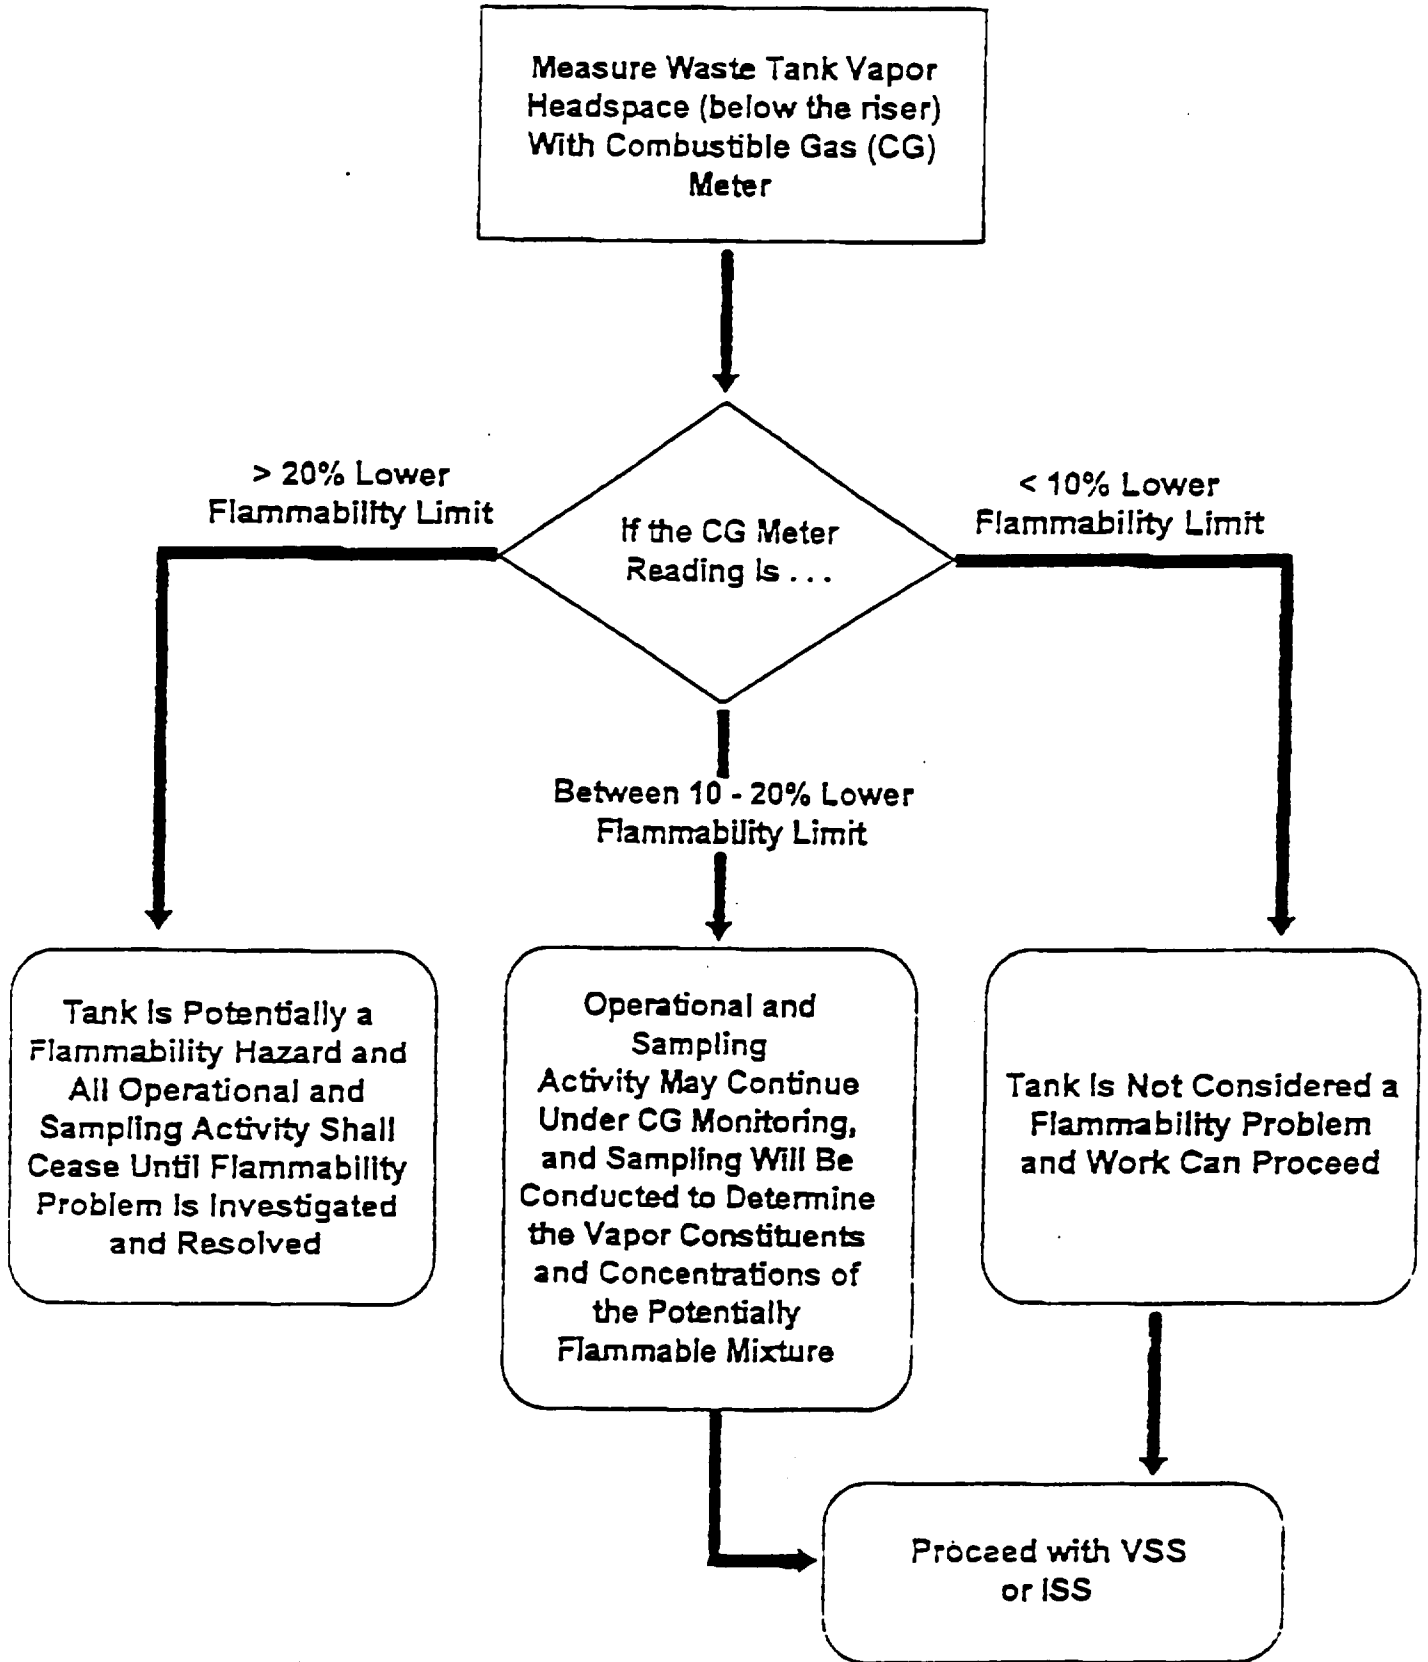 Measure Waste Tank Vapor
Headspace (below the riser)
With Combustible Gas (CG)
Meter
> 20% Lower
Flammability Limit
If the CG Meter
Reading Is . . .
< 10% Lower
Flammability Limit
Between 10 - 20% Lower
Flammability Limit
Tank Is Potentially a
Flammability Hazard and
All Operational and
Sampling Activity Shall
Cease Until Flammability
Problem Is Investigated
and Resolved
Operational and
Sampling
Activity May Continue
Under CG Monitoring,
and Sampling Will Be
Conducted to Determine
the Vapor Constituents
and Concentrations of
the Potentially
Flammable Mixture
Tank Is Not Considered a
Flammability Problem
and Work Can Proceed
Proceed with VSS
or ISS